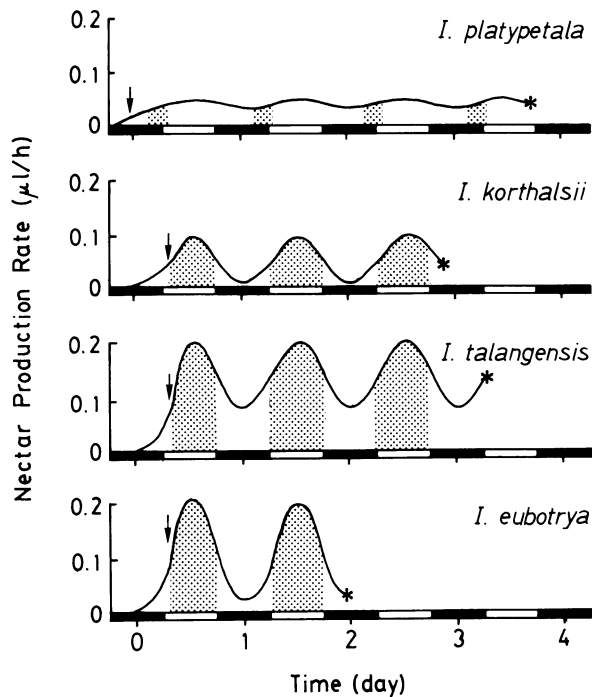 Nectar Production Rate (µl/h)
I. platypetala
0.2
0.1
0
*
I. korthalsii
0.2
0.1
0
*
I. talangensis
0.2
0.1
0
*
I. eubotrya
0.2
0.1
0
*
0 1 2 3 4
Time (day)